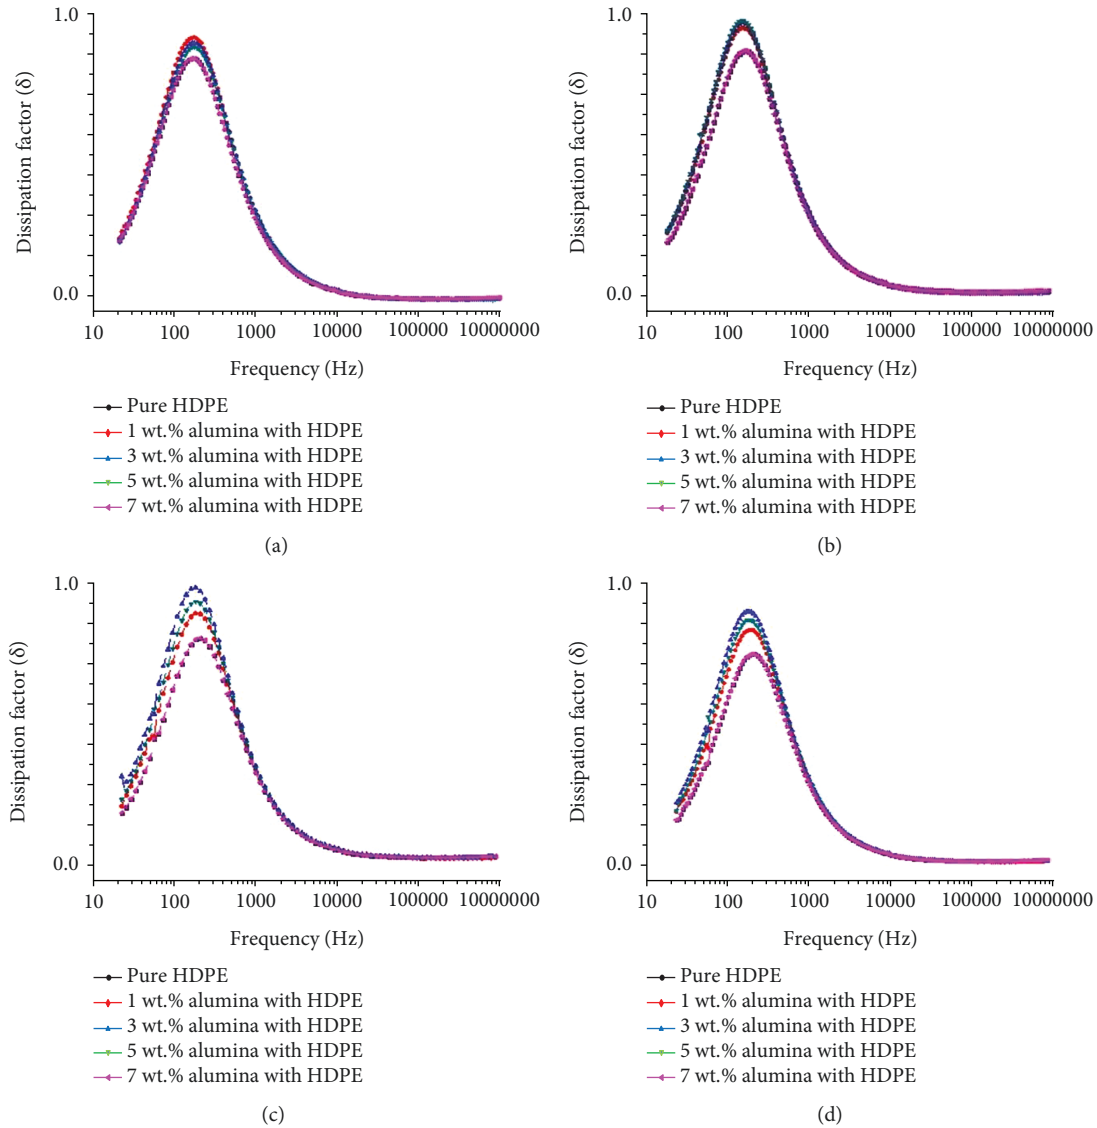 1.0
Dissipation factor (δ)
0.0
10
100
1000
10000
100000
10000000
Frequency (Hz)
Pure HDPE
1 wt.% alumina with HDPE
3 wt.% alumina with HDPE
5 wt.% alumina with HDPE
7 wt.% alumina with HDPE
(a)
1.0
Dissipation factor (δ)
0.0
10
100
1000
10000
100000
10000000
Frequency (Hz)
Pure HDPE
1 wt.% alumina with HDPE
3 wt.% alumina with HDPE
5 wt.% alumina with HDPE
7 wt.% alumina with HDPE
(b)
1.0
Dissipation factor (δ)
0.0
10
100
1000
10000
100000
10000000
Frequency (Hz)
Pure HDPE
1 wt.% alumina with HDPE
3 wt.% alumina with HDPE
5 wt.% alumina with HDPE
7 wt.% alumina with HDPE
(c)
1.0
Dissipation factor (δ)
0.0
10
100
1000
10000
100000
10000000
Frequency (Hz)
Pure HDPE
1 wt.% alumina with HDPE
3 wt.% alumina with HDPE
5 wt.% alumina with HDPE
7 wt.% alumina with HDPE
(d)